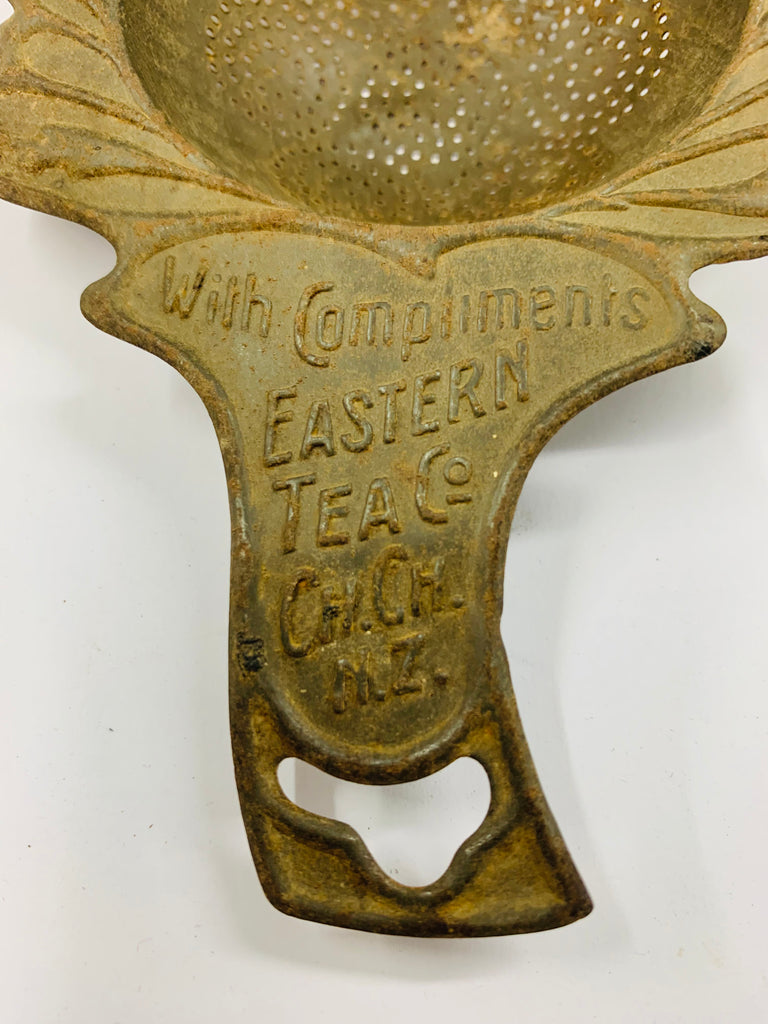 With Compliments
EASTERN
TEA Co
CH.CH.
N.Z.